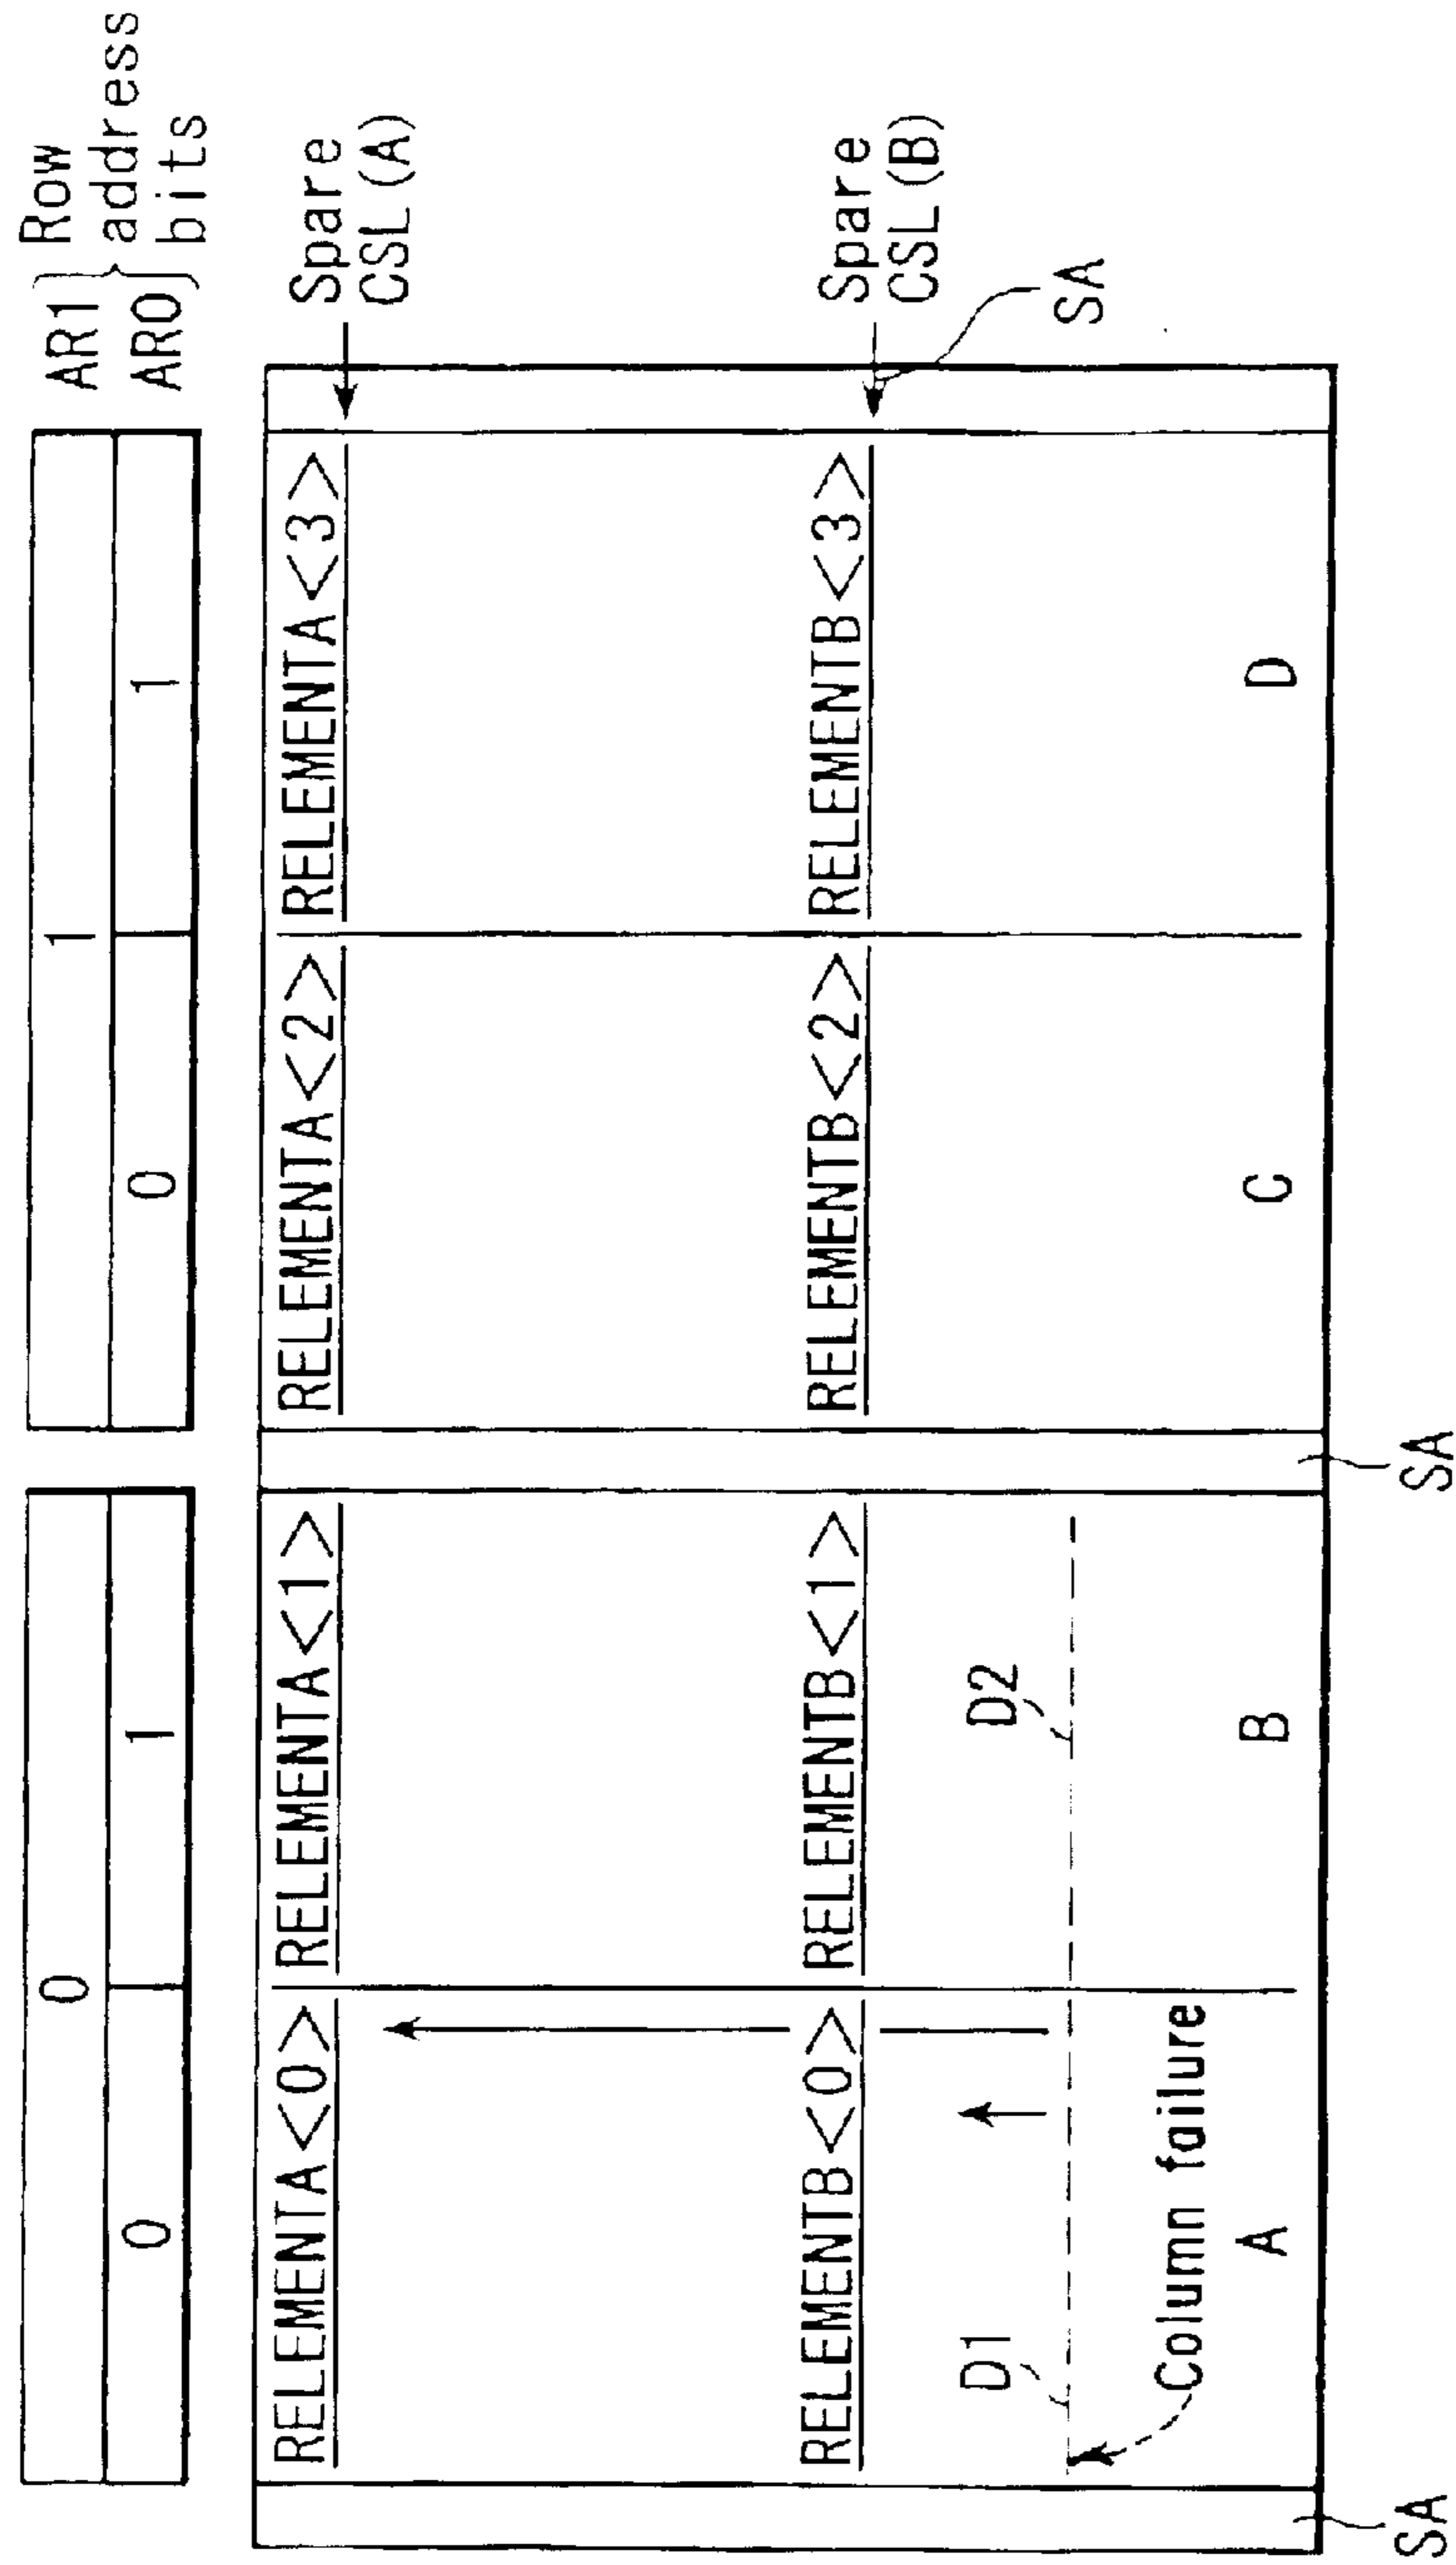 0
1
AR1
Row
address
bits
0
1
0
1
AR0
RELEMENTA<0>
RELEMENTA<1>
RELEMENTA<2>
RELEMENTA<3>
Spare
CSL(A)
RELEMENTB<0>
RELEMENTB<1>
RELEMENTB<2>
RELEMENTB<3>
Spare
CSL(B)
D1
D2
SA
Column failure
A
B
C
D
SA
SA